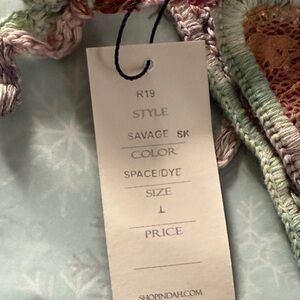 R19
STYLE
SAVAGE SK
COLOR
SPACE/DYE
SIZE
L
PRICE
SHOPINDAH.COM